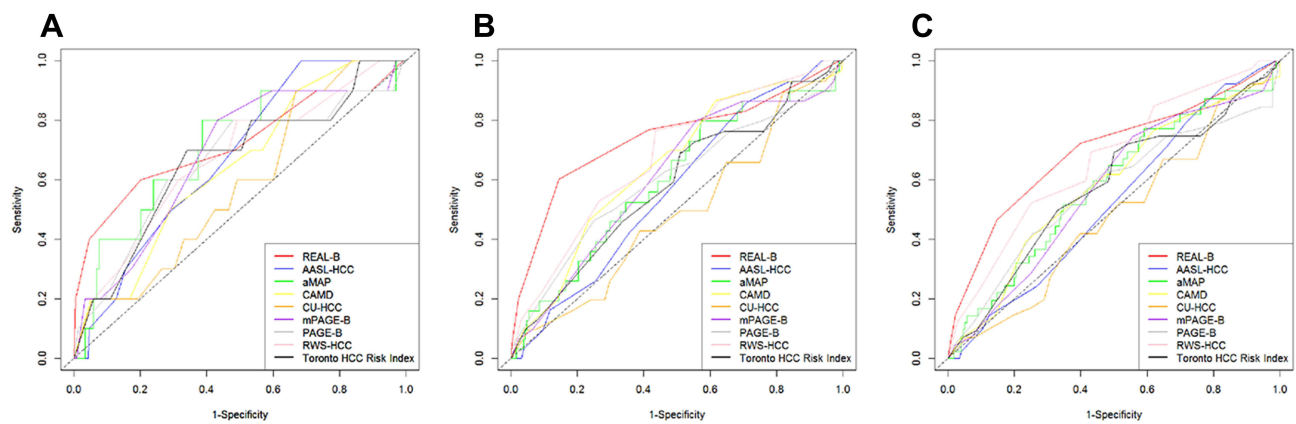 A
B
C
1.0
0.8
0.6
0.4
0.2
0.0
Sensitivity
0.0 0.2 0.4 0.6 0.8 1.0
1-Specificity
REAL-B
AASL-HCC
aMAP
CAMD
CU-HCC
mPAGE-B
PAGE-B
RWS-HCC
Toronto HCC Risk Index
1.0
0.8
0.6
0.4
0.2
0.0
Sensitivity
0.0 0.2 0.4 0.6 0.8 1.0
1-Specificity
REAL-B
AASL-HCC
aMAP
CAMD
CU-HCC
mPAGE-B
PAGE-B
RWS-HCC
Toronto HCC Risk Index
1.0
0.8
0.6
0.4
0.2
0.0
Sensitivity
0.0 0.2 0.4 0.6 0.8 1.0
1-Specificity
REAL-B
AASL-HCC
aMAP
CAMD
CU-HCC
mPAGE-B
PAGE-B
RWS-HCC
Toronto HCC Risk Index